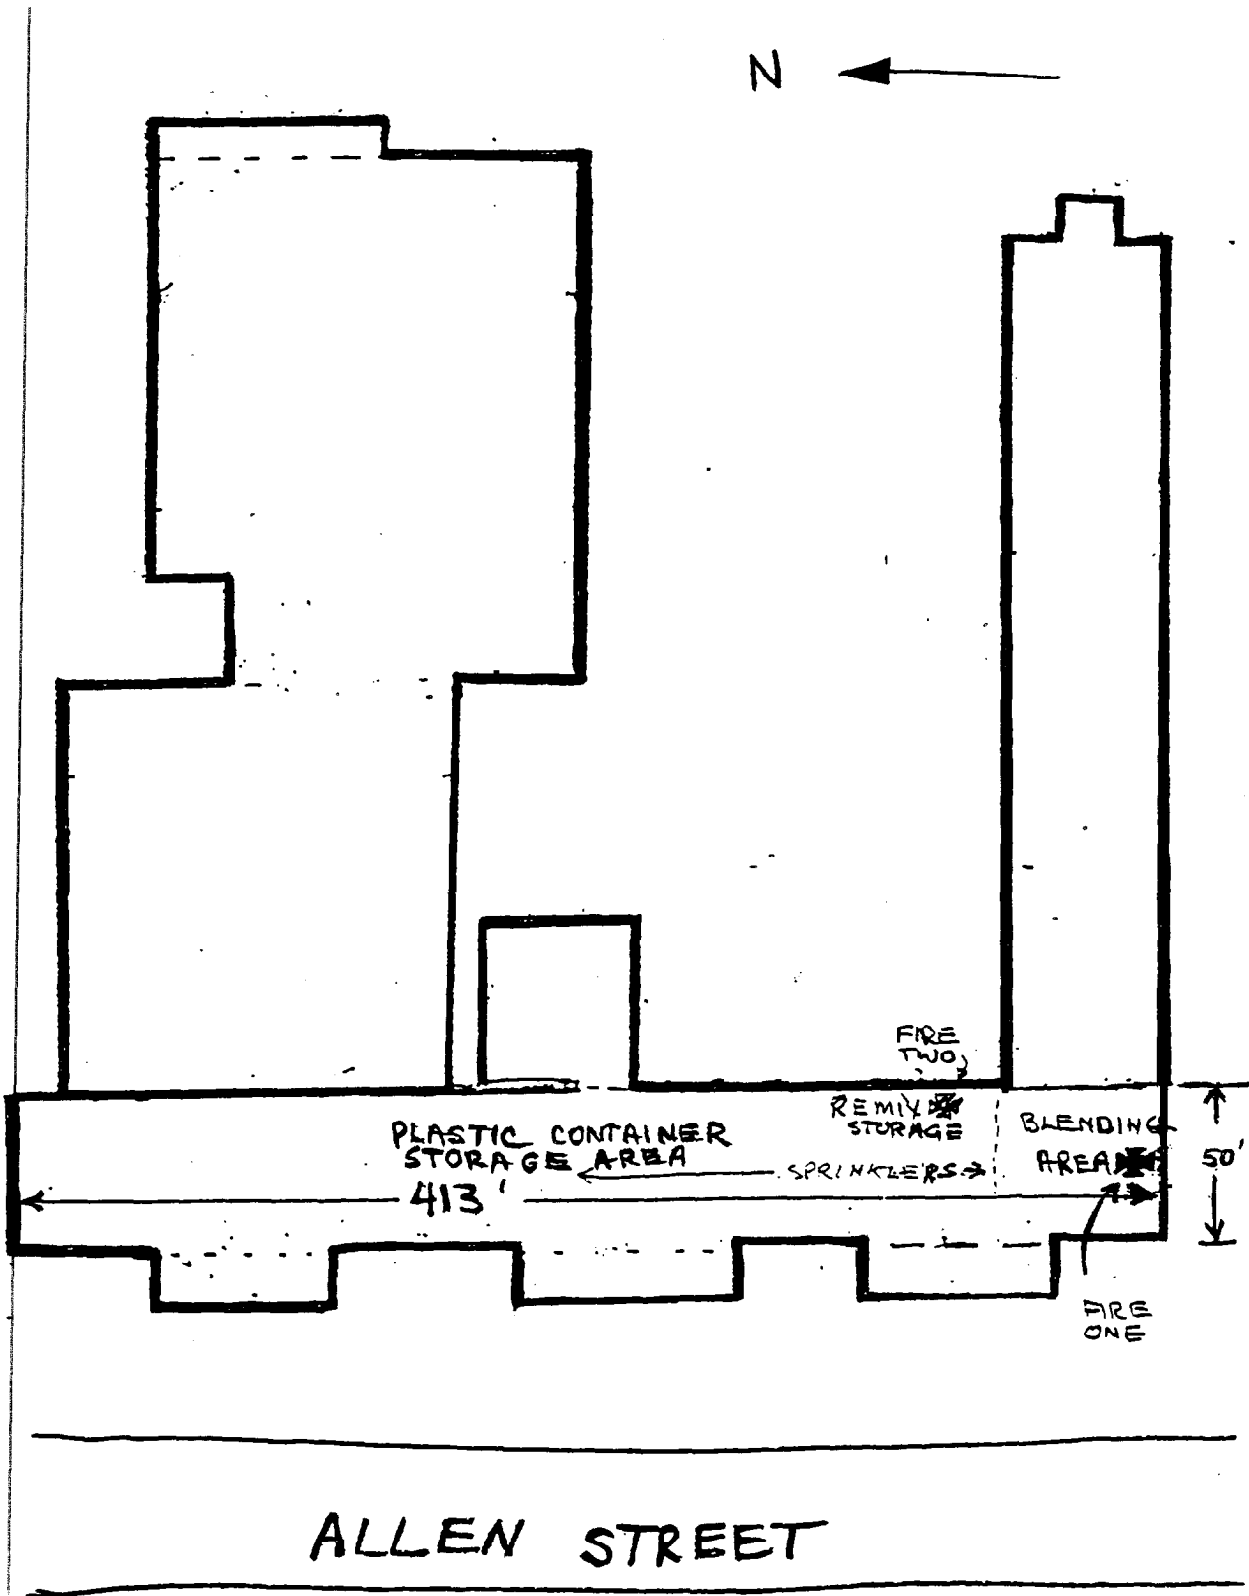 N
FIRE
TWO
REMIX
STORAGE
BLENDING
AREA
PLASTIC CONTAINER
STORAGE AREA
SPRINKLERS
50'
413'
FIRE
ONE
ALLEN STREET